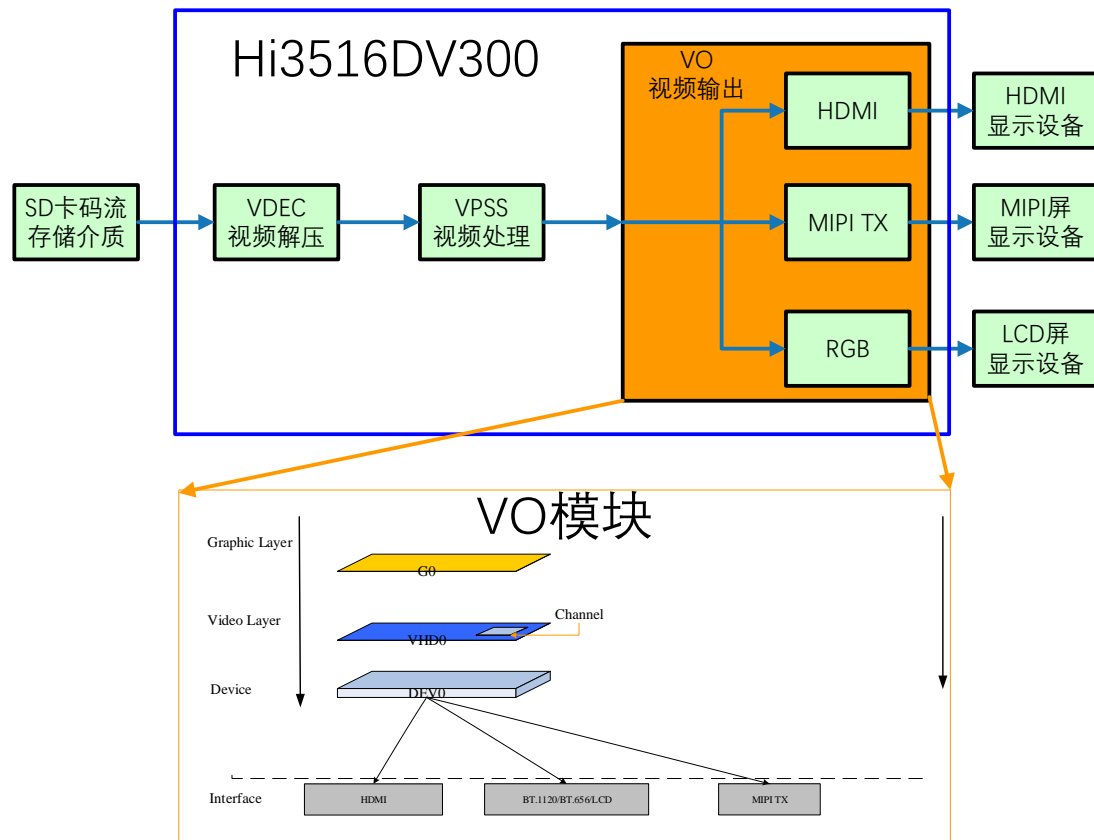 Hi3516DV300
VO
视频输出
HDMI
HDMI
显示设备
SD卡码流
存储介质
VDEC
视频解压
VPSS
视频处理
MIPI TX
MIPI屏
显示设备
RGB
LCD屏
显示设备
VO模块
Graphic Layer
G0
Video Layer
Channel
VHD0
Device
DEV0
Interface
HDMI
BT.1120/BT.656/LCD
MIPI TX